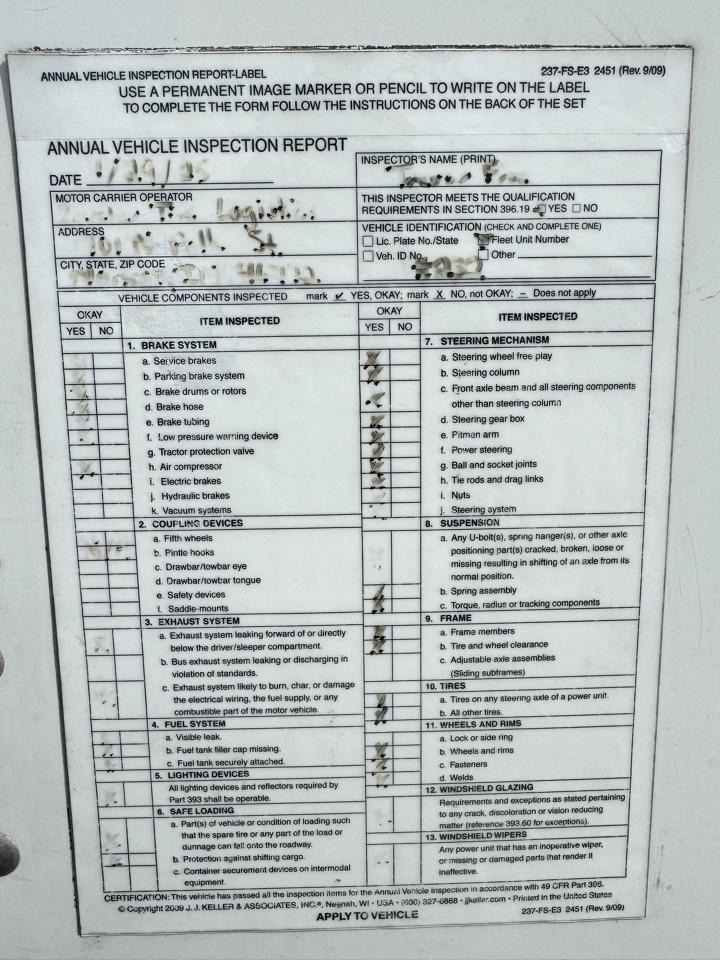 ANNUAL VEHICLE INSPECTION REPORT-LABEL
237-FS-E3 2451 (Rev. 9/09)
USE A PERMANENT IMAGE MARKER OR PENCIL TO WRITE ON THE LABEL
TO COMPLETE THE FORM FOLLOW THE INSTRUCTIONS ON THE BACK OF THE SET
ANNUAL VEHICLE INSPECTION REPORT
DATE
INSPECTOR'S NAME (PRINT)
MOTOR CARRIER OPERATOR
THIS INSPECTOR MEETS THE QUALIFICATION
REQUIREMENTS IN SECTION 396.19 YES NO
ADDRESS
St
VEHICLE IDENTIFICATION (CHECK AND COMPLETE ONE)
Lic. Plate No./State Fleet Unit Number
CITY, STATE, ZIP CODE
Veh. ID No. Other
VEHICLE COMPONENTS INSPECTED mark ✔ YES, OKAY; mark X NO, not OKAY; – Does not apply
OKAY
YES NO
ITEM INSPECTED
1. BRAKE SYSTEM
a. Service brakes
b. Parking brake system
c. Brake drums or rotors
d. Brake hose
e. Brake tubing
f. Low pressure warning device
g. Tractor protection valve
h. Air compressor
i. Electric brakes
j. Hydraulic brakes
k. Vacuum systems
2. COUPLING DEVICES
a. Fifth wheels
b. Pintle hooks
c. Drawbar/towbar eye
d. Drawbar/towbar tongue
e. Safety devices
f. Saddle-mounts
3. EXHAUST SYSTEM
a. Exhaust system leaking forward of or directly
below the driver/sleeper compartment.
b. Bus exhaust system leaking or discharging in
violation of standards.
c. Exhaust system likely to burn, char, or damage
the electrical wiring, the fuel supply, or any
combustible part of the motor vehicle.
4. FUEL SYSTEM
a. Visible leak.
b. Fuel tank filler cap missing.
c. Fuel tank securely attached.
5. LIGHTING DEVICES
All lighting devices and reflectors required by
Part 393 shall be operable.
6. SAFE LOADING
a. Part(s) of vehicle or condition of loading such
that the spare tire or any part of the load or
dunnage can fall onto the roadway.
b. Protection against shifting cargo.
c. Container securement devices on intermodal
equipment.
OKAY
YES NO
ITEM INSPECTED
7. STEERING MECHANISM
a. Steering wheel free play
b. Steering column
c. Front axle beam and all steering components
other than steering column
d. Steering gear box
e. Pitman arm
f. Power steering
g. Ball and socket joints
h. Tie rods and drag links
i. Nuts
j. Steering system
8. SUSPENSION
a. Any U-bolt(s), spring hanger(s), or other axle
positioning part(s) cracked, broken, loose or
missing resulting in shifting of an axle from its
normal position.
b. Spring assembly
c. Torque, radius or tracking components
9. FRAME
a. Frame members
b. Tire and wheel clearance
c. Adjustable axle assemblies
(Sliding subframes)
10. TIRES
a. Tires on any steering axle of a power unit.
b. All other tires.
11. WHEELS AND RIMS
a. Lock or side ring
b. Wheels and rims
c. Fasteners
d. Welds
12. WINDSHIELD GLAZING
Requirements and exceptions as stated pertaining
to any crack, discoloration or vision reducing
matter (reference 393.60 for exceptions).
13. WINDSHIELD WIPERS
Any power unit that has an inoperative wiper,
or missing or damaged parts that render it
ineffective.
CERTIFICATION: This vehicle has passed all the inspection items for the Annual Vehicle Inspection in accordance with 49 CFR Part 396.
© Copyright 2009 J. J. KELLER & ASSOCIATES, INC.®, Neenah, WI • USA • (800) 327-6868 • jjkeller.com • Printed in the United States
APPLY TO VEHICLE
237-FS-E3 2451 (Rev. 9/09)